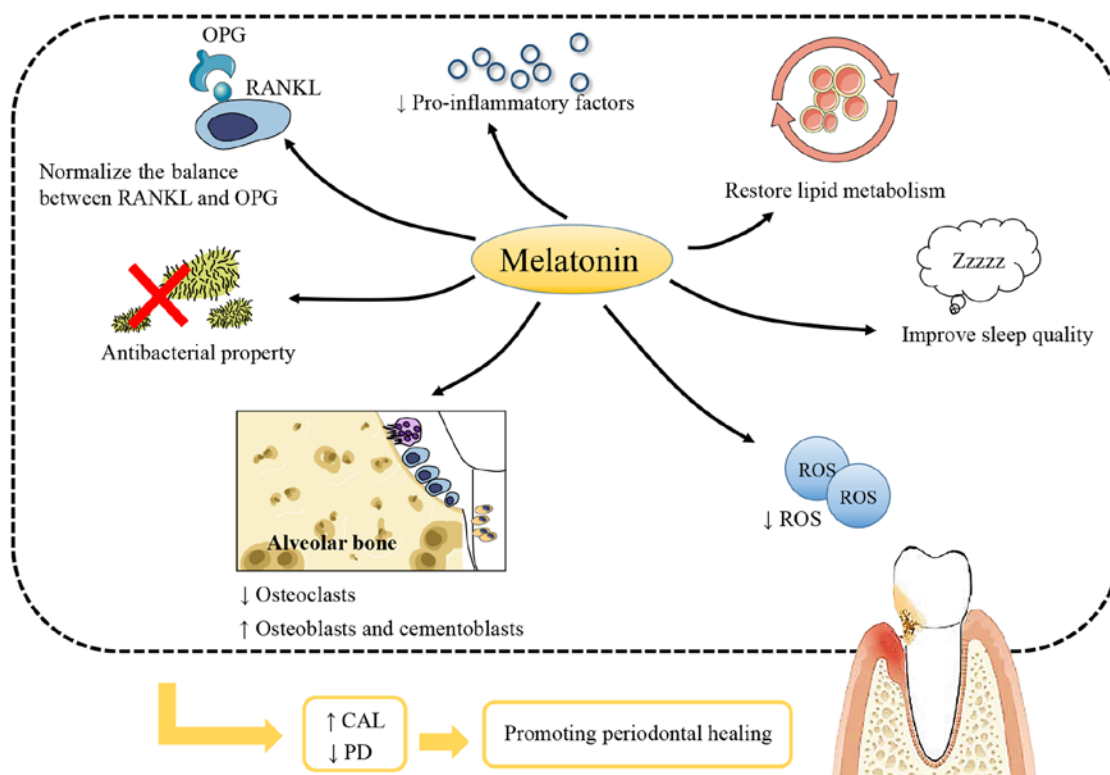 OPG
RANKL
Normalize the balance
between RANKL and OPG
↓ Pro-inflammatory factors
Restore lipid metabolism
Melatonin
Zzzzz
Improve sleep quality
Antibacterial property
Alveolar bone
↓ Osteoclasts
↑ Osteoblasts and cementoblasts
ROS
ROS
↓ ROS
↑ CAL
↓ PD
Promoting periodontal healing